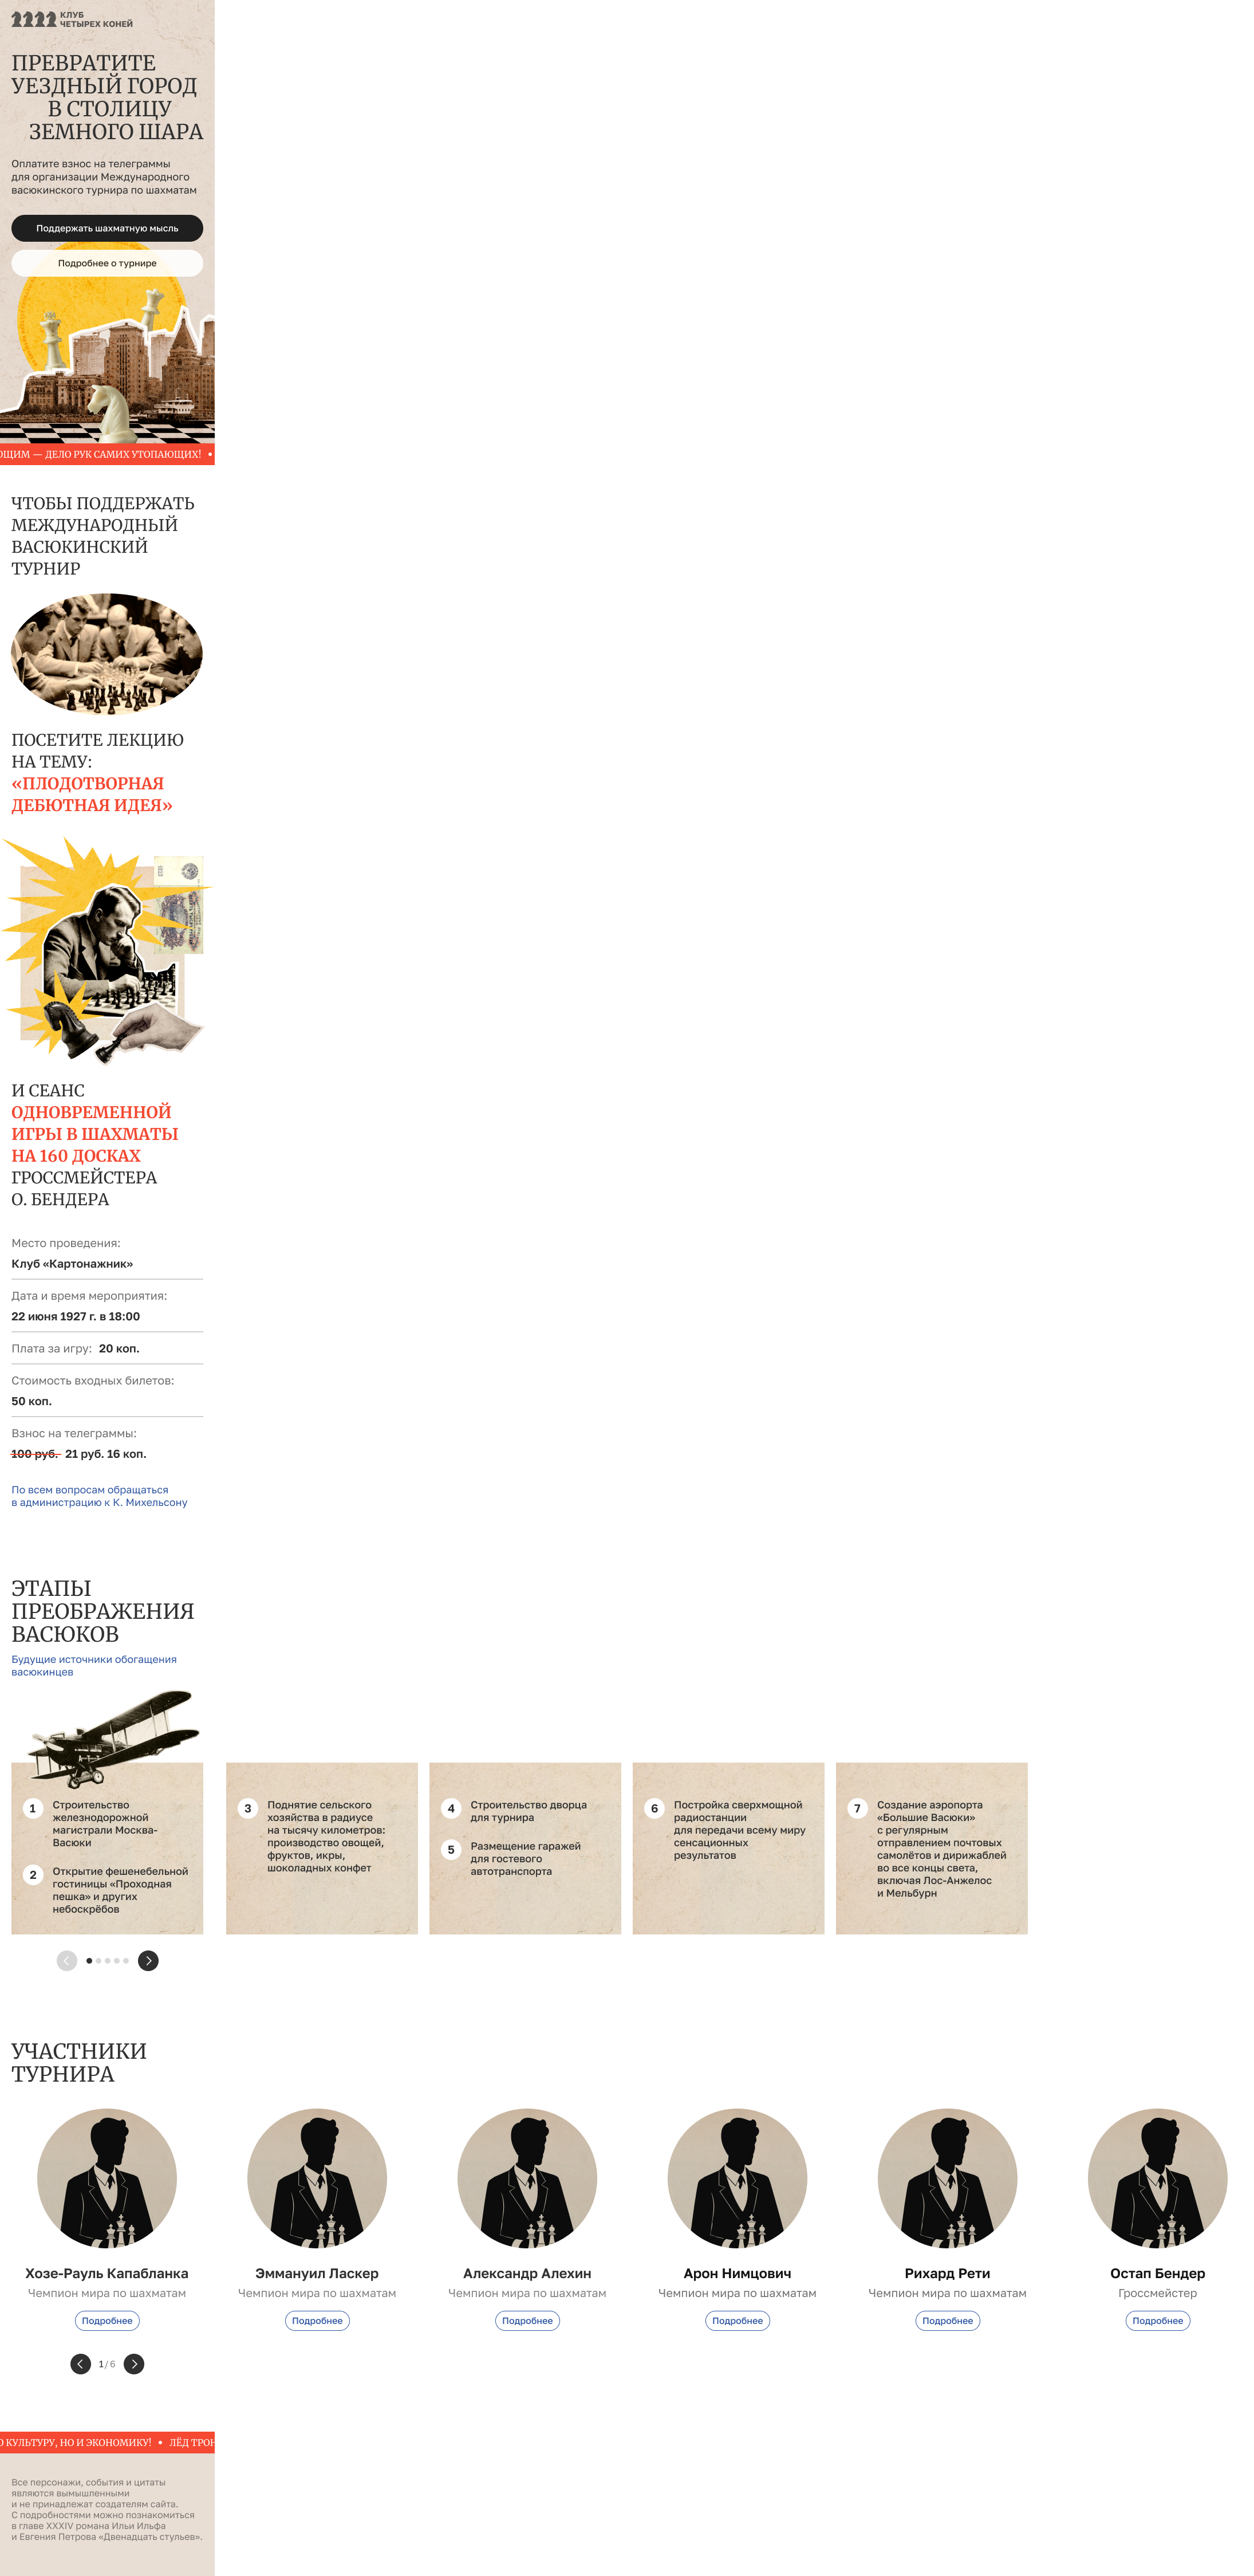 КЛУБ
ЧЕТЫРЕХ КОНЕЙ
ПРЕВРАТИТЕ
УЕЗДНЫЙ ГОРОД
В СТОЛИЦУ
ЗЕМНОГО ШАРА
Оплатите взнос на телеграммы
для организации Международного
васюкинского турнира по шахматам
Поддержать шахматную мысль
Подробнее о турнире
ЮЩИМ — ДЕЛО РУК САМИХ УТОПАЮЩИХ! •
ЧТОБЫ ПОДДЕРЖАТЬ
МЕЖДУНАРОДНЫЙ
ВАСЮКИНСКИЙ
ТУРНИР
ПОСЕТИТЕ ЛЕКЦИЮ
НА ТЕМУ:
«ПЛОДОТВОРНАЯ
ДЕБЮТНАЯ ИДЕЯ»
И СЕАНС
ОДНОВРЕМЕННОЙ
ИГРЫ В ШАХМАТЫ
НА 160 ДОСКАХ
ГРОССМЕЙСТЕРА
О. БЕНДЕРА
Место проведения:
Клуб «Картонажник»
Дата и время мероприятия:
22 июня 1927 г. в 18:00
Плата за игру: 20 коп.
Стоимость входных билетов:
50 коп.
Взнос на телеграммы:
100 руб. 21 руб. 16 коп.
По всем вопросам обращаться
в администрацию к К. Михельсону
ЭТАПЫ
ПРЕОБРАЖЕНИЯ
ВАСЮКОВ
Будущие источники обогащения
васюкинцев
1 Строительство
железнодорожной
магистрали Москва-
Васюки
2 Открытие фешенебельной
гостиницы «Проходная
пешка» и других
небоскрёбов
3 Поднятие сельского
хозяйства в радиусе
на тысячу километров:
производство овощей,
фруктов, икры,
шоколадных конфет
4 Строительство дворца
для турнира
5 Размещение гаражей
для гостевого
автотранспорта
6 Постройка сверхмощной
радиостанции
для передачи всему миру
сенсационных
результатов
7 Создание аэропорта
«Большие Васюки»
с регулярным
отправлением почтовых
самолётов и дирижаблей
во все концы света,
включая Лос-Анжелос
и Мельбурн
УЧАСТНИКИ
ТУРНИРА
Хозе-Рауль Капабланка
Чемпион мира по шахматам
Подробнее
Эммануил Ласкер
Чемпион мира по шахматам
Подробнее
Александр Алехин
Чемпион мира по шахматам
Подробнее
Арон Нимцович
Чемпион мира по шахматам
Подробнее
Рихард Рети
Чемпион мира по шахматам
Подробнее
Остап Бендер
Гроссмейстер
Подробнее
1 / 6
О КУЛЬТУРУ, НО И ЭКОНОМИКУ! • ЛЁД ТРОН
Все персонажи, события и цитаты
являются вымышленными
и не принадлежат создателям сайта.
С подробностями можно познакомиться
в главе XXXIV романа Ильи Ильфа
и Евгения Петрова «Двенадцать стульев».